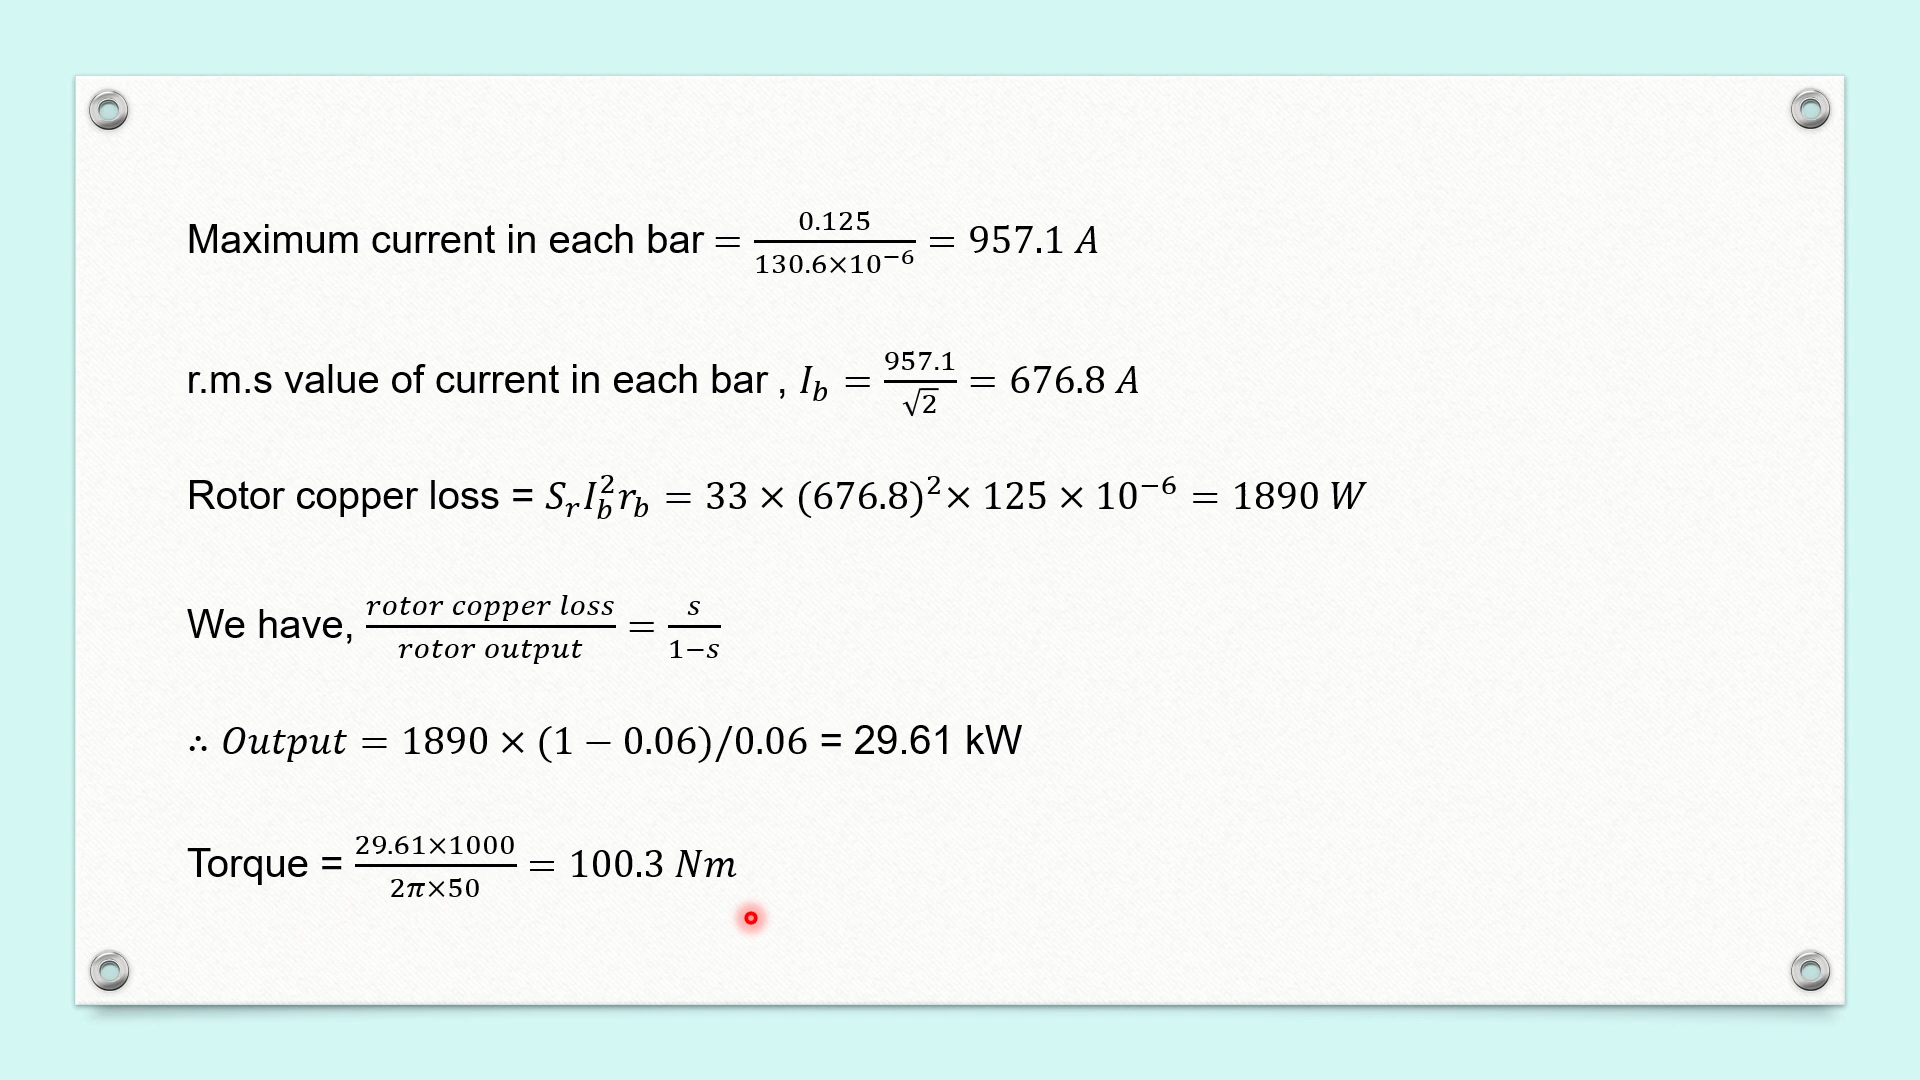 Maximum current in each bar = 0.125 / 130.6×10⁻⁶ = 957.1 A
r.m.s value of current in each bar , I_b = 957.1 / √2 = 676.8 A
Rotor copper loss = S_r I_b² r_b = 33 × (676.8)² × 125 × 10⁻⁶ = 1890 W
We have, rotor copper loss / rotor output = s / 1−s
∴ Output = 1890 × (1 − 0.06)/0.06 = 29.61 kW
Torque = 29.61×1000 / 2π×50 = 100.3 Nm